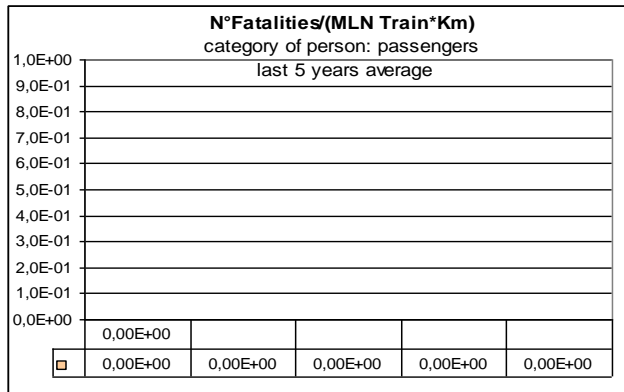 N°Fatalities/(MLN Train*Km)
category of person: passengers
last 5 years average
1,0E+00
9,0E-01
8,0E-01
7,0E-01
6,0E-01
5,0E-01
4,0E-01
3,0E-01
2,0E-01
1,0E-01
0,0E+00
0,00E+00
0,00E+00 0,00E+00 0,00E+00 0,00E+00 0,00E+00